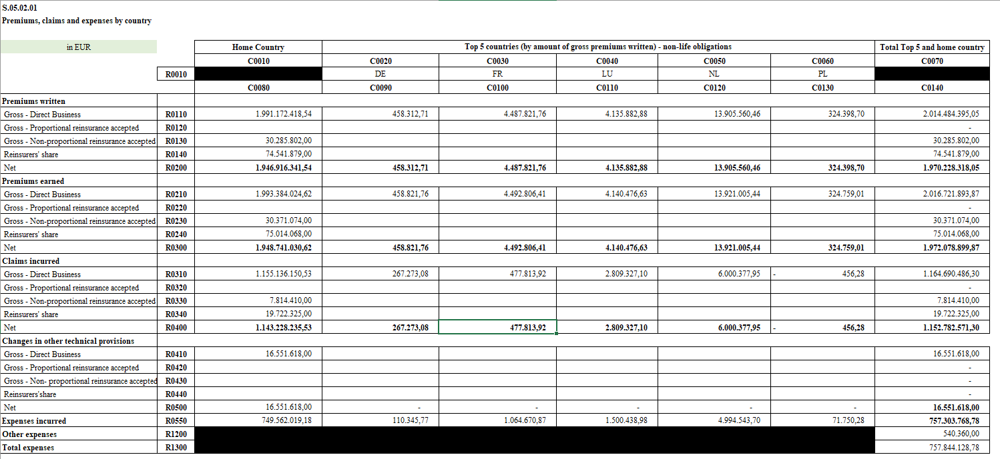 S.05.02.01
Premiums, claims and expenses by country
in EUR Home Country Top 5 countries (by amount of gross premiums written) - non-life obligations Total Top 5 and home country
C0010 C0020 C0030 C0040 C0050 C0060 C0070
R0010 DE FR LU NL PL
C0080 C0090 C0100 C0110 C0120 C0130 C0140
Premiums written
Gross - Direct Business R0110 1.991.172.418,54 458.312,71 4.487.821,76 4.135.882,88 13.905.560,46 324.398,70 2.014.484.395,05
Gross - Proportional reinsurance accepted R0120 -
Gross - Non-proportional reinsurance accepted R0130 30.285.802,00 30.285.802,00
Reinsurers' share R0140 74.541.879,00 74.541.879,00
Net R0200 1.946.916.341,54 458.312,71 4.487.821,76 4.135.882,88 13.905.560,46 324.398,70 1.970.228.318,05
Premiums earned
Gross - Direct Business R0210 1.993.384.024,62 458.821,76 4.492.806,41 4.140.476,63 13.921.005,44 324.759,01 2.016.721.893,87
Gross - Proportional reinsurance accepted R0220 -
Gross - Non-proportional reinsurance accepted R0230 30.371.074,00 30.371.074,00
Reinsurers' share R0240 75.014.068,00 75.014.068,00
Net R0300 1.948.741.030,62 458.821,76 4.492.806,41 4.140.476,63 13.921.005,44 324.759,01 1.972.078.899,87
Claims incurred
Gross - Direct Business R0310 1.155.136.150,53 267.273,08 477.813,92 2.809.327,10 6.000.377,95 - 456,28 1.164.690.486,30
Gross - Proportional reinsurance accepted R0320 -
Gross - Non-proportional reinsurance accepted R0330 7.814.410,00 7.814.410,00
Reinsurers' share R0340 19.722.325,00 19.722.325,00
Net R0400 1.143.228.235,53 267.273,08 477.813,92 2.809.327,10 6.000.377,95 - 456,28 1.152.782.571,30
Changes in other technical provisions
Gross - Direct Business R0410 16.551.618,00 16.551.618,00
Gross - Proportional reinsurance accepted R0420 -
Gross - Non- proportional reinsurance accepted R0430 -
Reinsurers'share R0440 -
Net R0500 16.551.618,00 - - - - - 16.551.618,00
Expenses incurred R0550 749.562.019,18 110.345,77 1.064.670,87 1.500.438,98 4.994.543,70 71.750,28 757.303.768,78
Other expenses R1200 540.360,00
Total expenses R1300 757.844.128,78